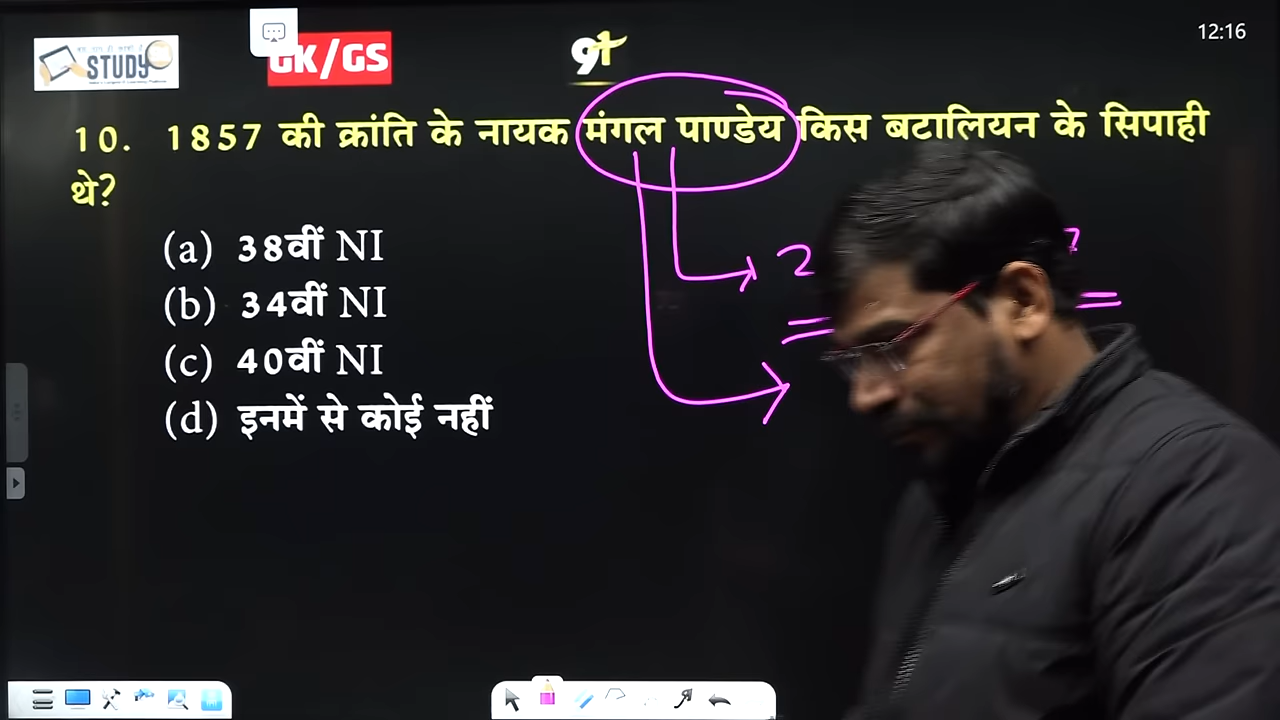 STUDY
GK/GS
12:16
10. 1857 की क्रांति के नायक मंगल पाण्डेय किस बटालियन के सिपाही
थे?
(a) 38वीं NI
(b) 34वीं NI
(c) 40वीं NI
(d) इनमें से कोई नहीं
2